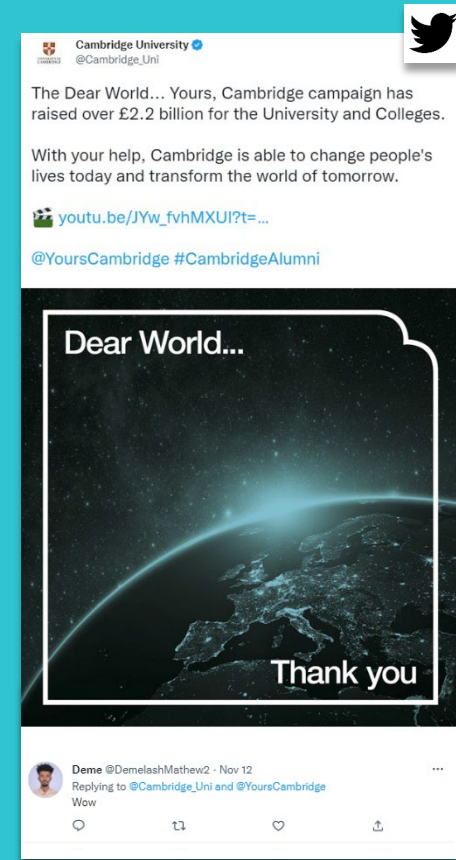 Cambridge University
@Cambridge_Uni
The Dear World... Yours, Cambridge campaign has
raised over £2.2 billion for the University and Colleges.
With your help, Cambridge is able to change people's
lives today and transform the world of tomorrow.
youtu.be/JYw_fvhMXUI?t=...
@YoursCambridge #CambridgeAlumni
Dear World...
Thank you
Deme @DemelashMathew2 · Nov 12
Replying to @Cambridge_Uni and @YoursCambridge
Wow